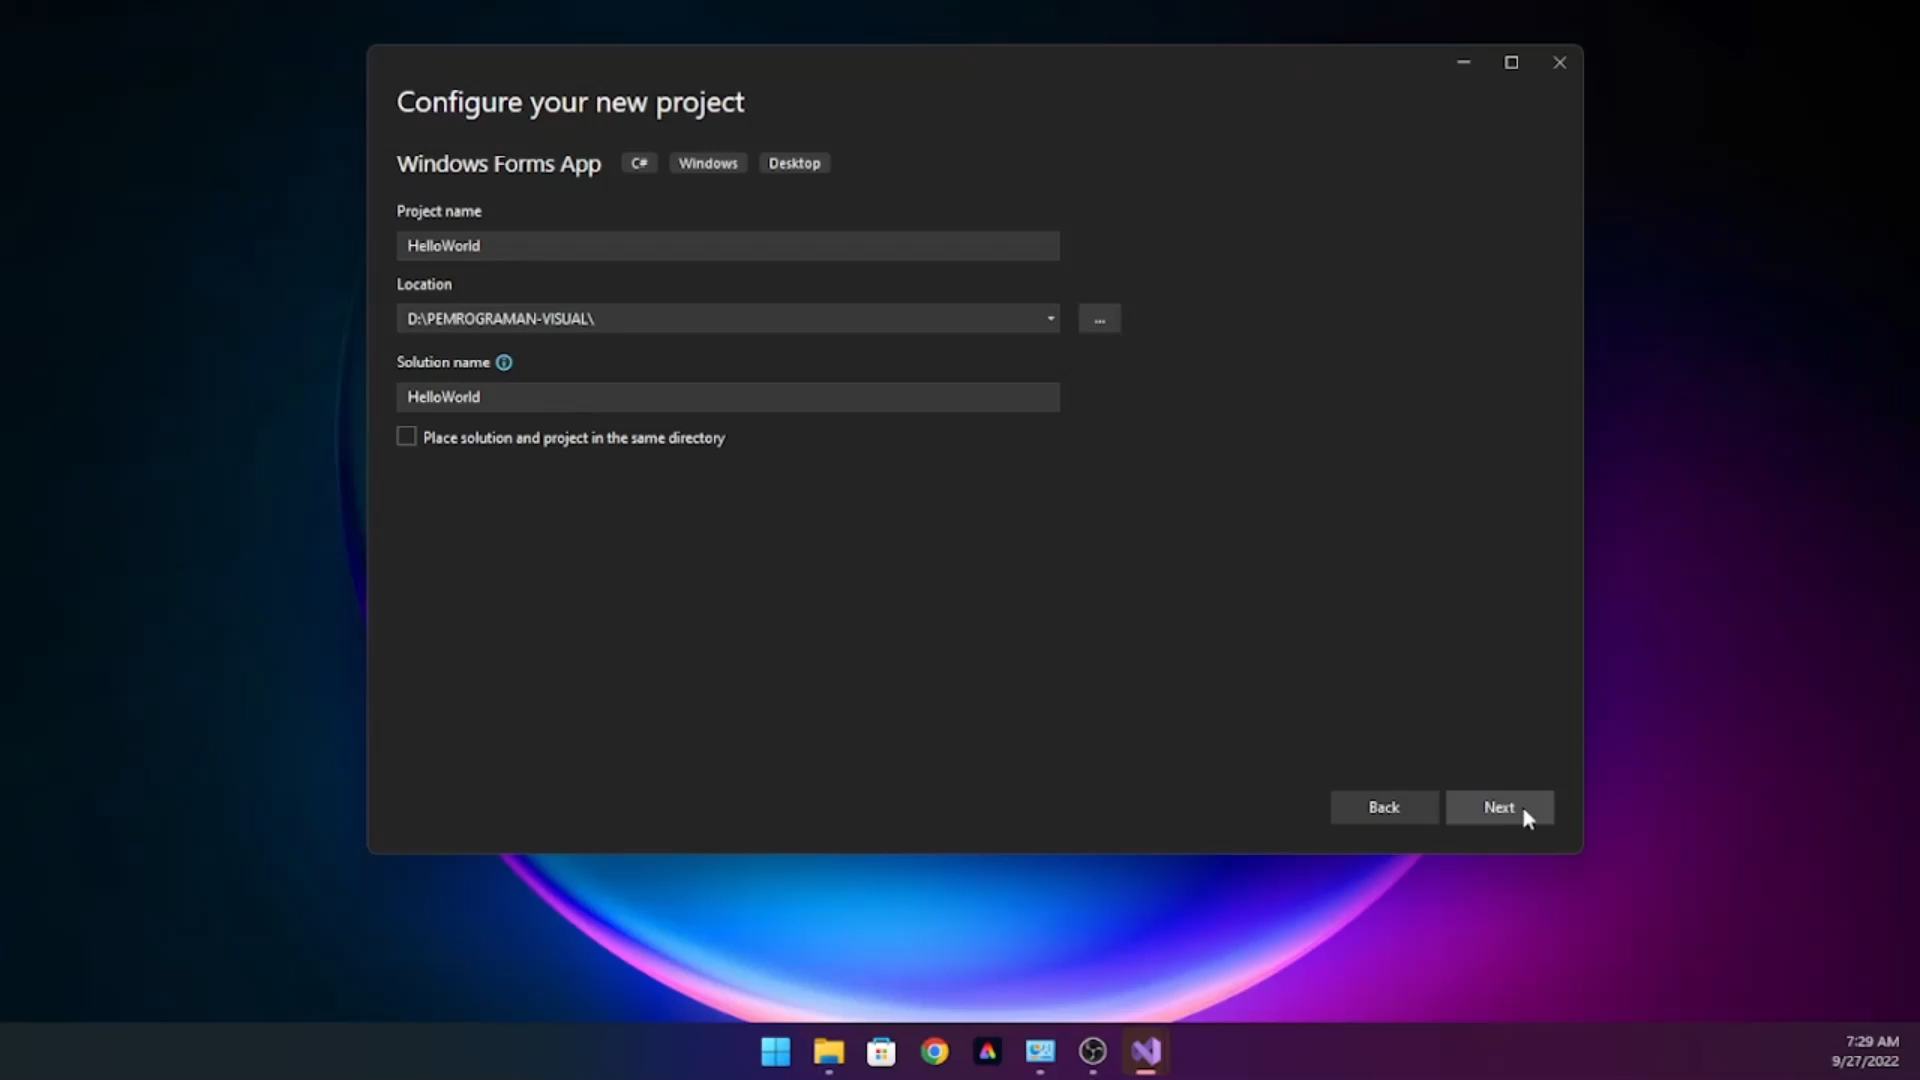 Configure your new project
Windows Forms App C# Windows Desktop
Project name
HelloWorld
Location
D:\PEMROGRAMAN-VISUAL\
...
Solution name
HelloWorld
Place solution and project in the same directory
Back Next
7:29 AM
9/27/2022